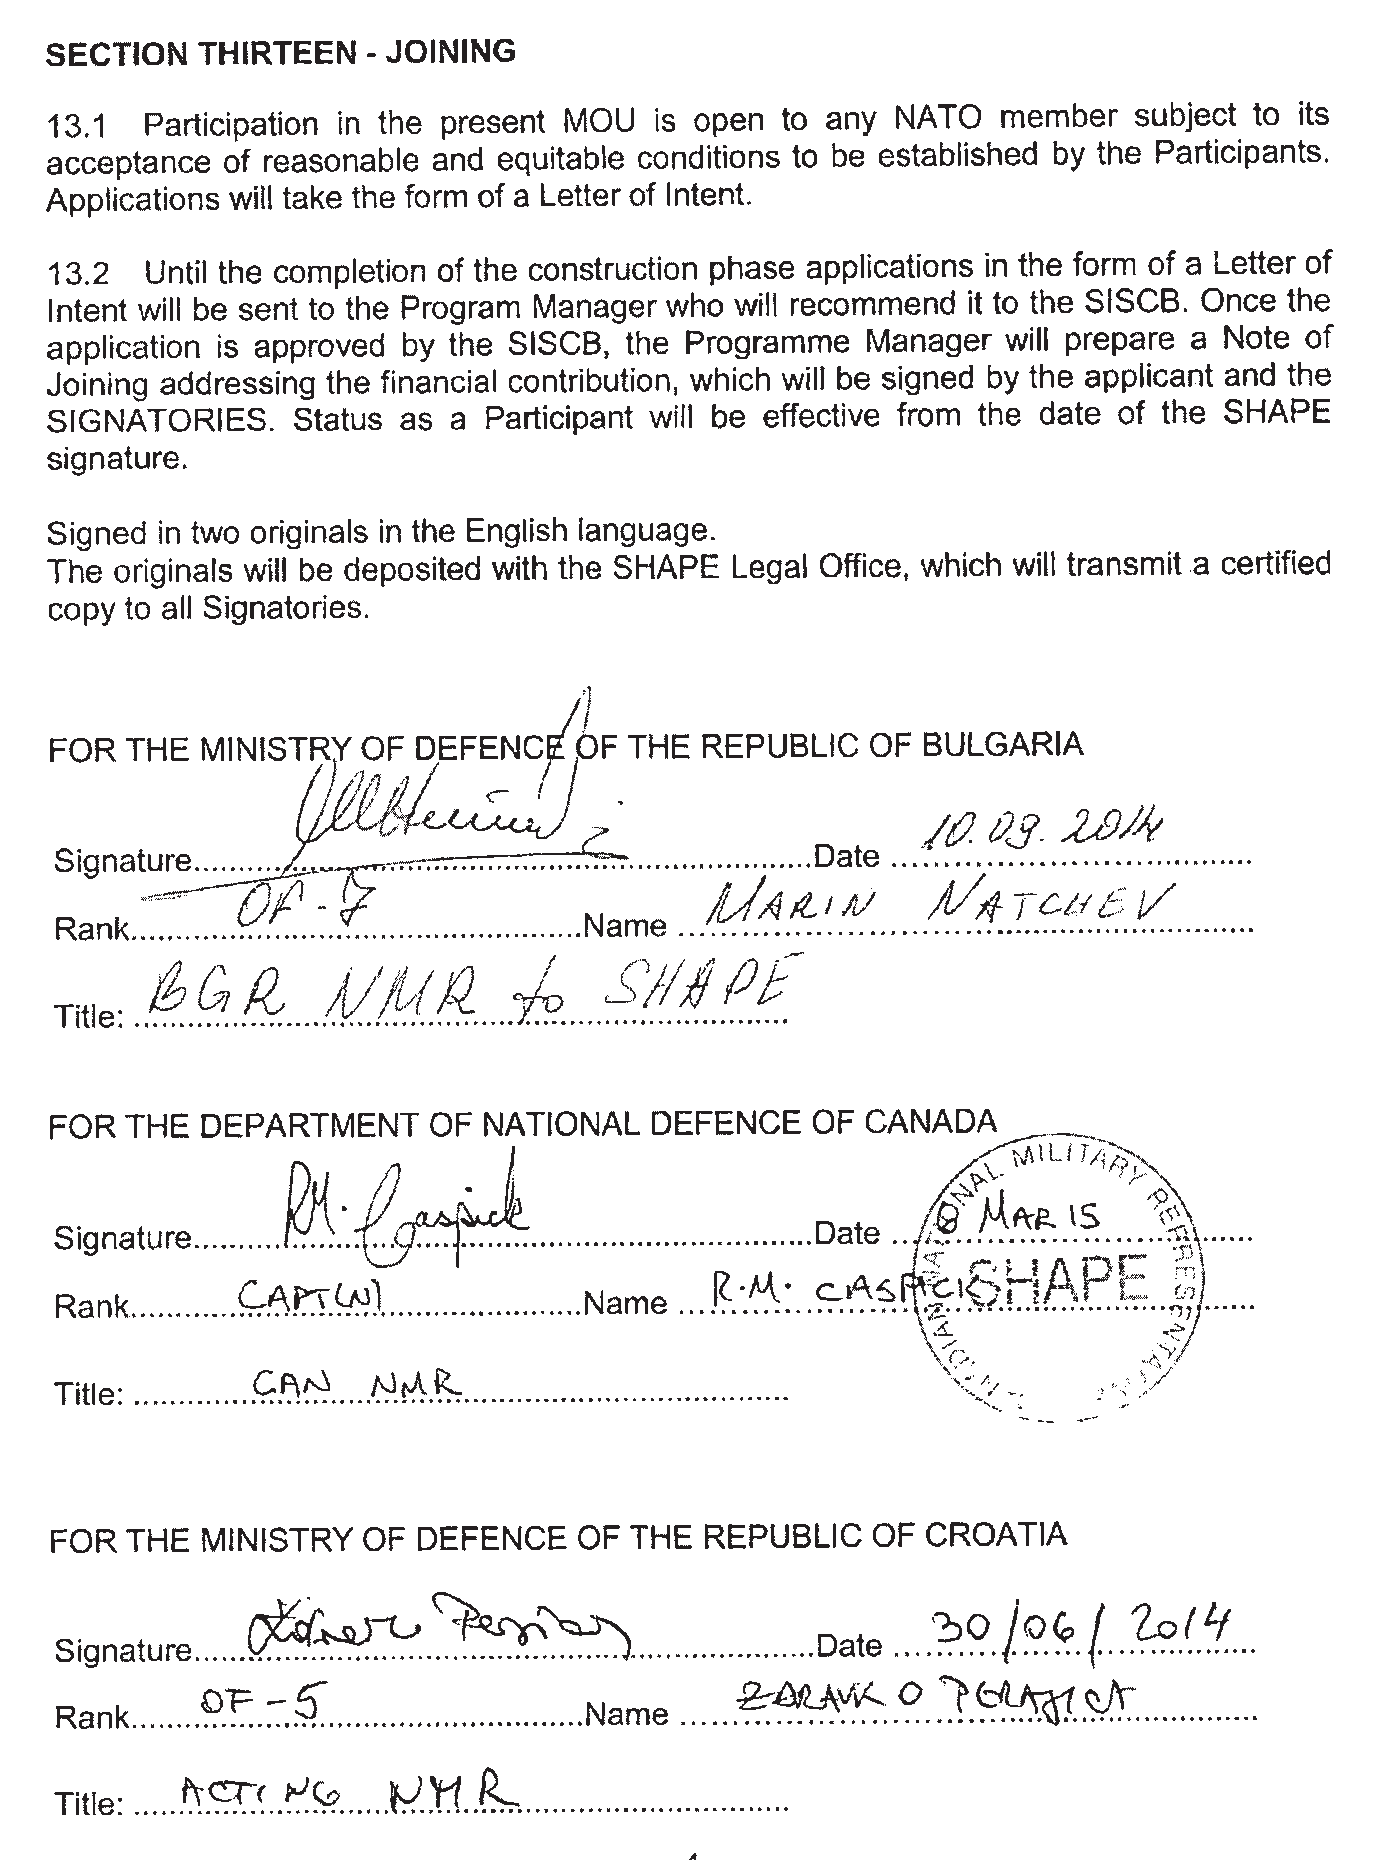 SECTION THIRTEEN - JOINING
13.1 Participation in the present MOU is open to any NATO member subject to its
acceptance of reasonable and equitable conditions to be established by the Participants.
Applications will take the form of a Letter of Intent.
13.2 Until the completion of the construction phase applications in the form of a Letter of
Intent will be sent to the Program Manager who will recommend it to the SISCB. Once the
application is approved by the SISCB, the Programme Manager will prepare a Note of
Joining addressing the financial contribution, which will be signed by the applicant and the
SIGNATORIES. Status as a Participant will be effective from the date of the SHAPE
signature.
Signed in two originals in the English language.
The originals will be deposited with the SHAPE Legal Office, which will transmit a certified
copy to all Signatories.
FOR THE MINISTRY OF DEFENCE OF THE REPUBLIC OF BULGARIA
Signature Date 10.09.2014
Rank OF-7 Name MARIN NATCHEV
Title: BGR NMR to SHAPE
FOR THE DEPARTMENT OF NATIONAL DEFENCE OF CANADA
NATIONAL MILITARY
Signature Date MAR 15
Rank CAPT(N) Name R.M.
SHAPE
Title: CAN NMR
FOR THE MINISTRY OF DEFENCE OF THE REPUBLIC OF CROATIA
Signature Date 30/06/2014
Rank OF-5 Name
Title: ACTING NMR